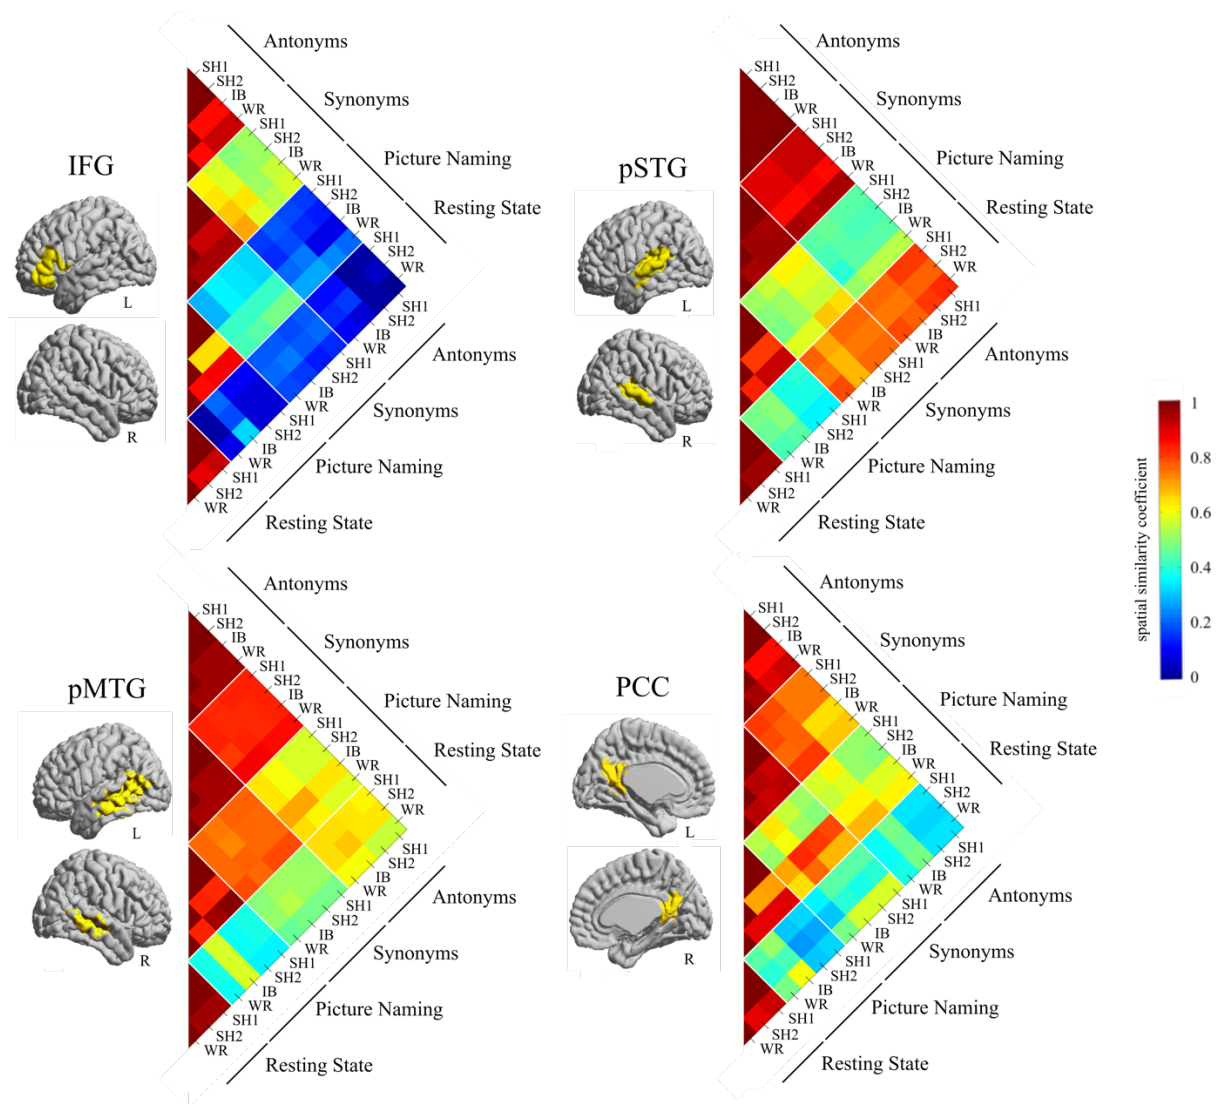 IFG
L
R
SH1
SH2
IB
WR
SH1
SH2
IB
WR
SH1
SH2
IB
WR
SH1
SH2
WR
Antonyms
Synonyms
Picture Naming
Resting State
SH1
SH2
IB
WR
SH1
SH2
IB
WR
SH1
SH2
IB
WR
SH1
SH2
WR
Antonyms
Synonyms
Picture Naming
Resting State
pSTG
L
R
SH1
SH2
IB
WR
SH1
SH2
IB
WR
SH1
SH2
IB
WR
SH1
SH2
WR
Antonyms
Synonyms
Picture Naming
Resting State
SH1
SH2
IB
WR
SH1
SH2
IB
WR
SH1
SH2
IB
WR
SH1
SH2
WR
Antonyms
Synonyms
Picture Naming
Resting State
spatial similarity coefficient
1
0.8
0.6
0.4
0.2
0
pMTG
L
R
SH1
SH2
IB
WR
SH1
SH2
IB
WR
SH1
SH2
IB
WR
SH1
SH2
WR
Antonyms
Synonyms
Picture Naming
Resting State
SH1
SH2
IB
WR
SH1
SH2
IB
WR
SH1
SH2
IB
WR
SH1
SH2
WR
Antonyms
Synonyms
Picture Naming
Resting State
PCC
L
R
SH1
SH2
IB
WR
SH1
SH2
IB
WR
SH1
SH2
IB
WR
SH1
SH2
WR
Antonyms
Synonyms
Picture Naming
Resting State
SH1
SH2
IB
WR
SH1
SH2
IB
WR
SH1
SH2
IB
WR
SH1
SH2
WR
Antonyms
Synonyms
Picture Naming
Resting State